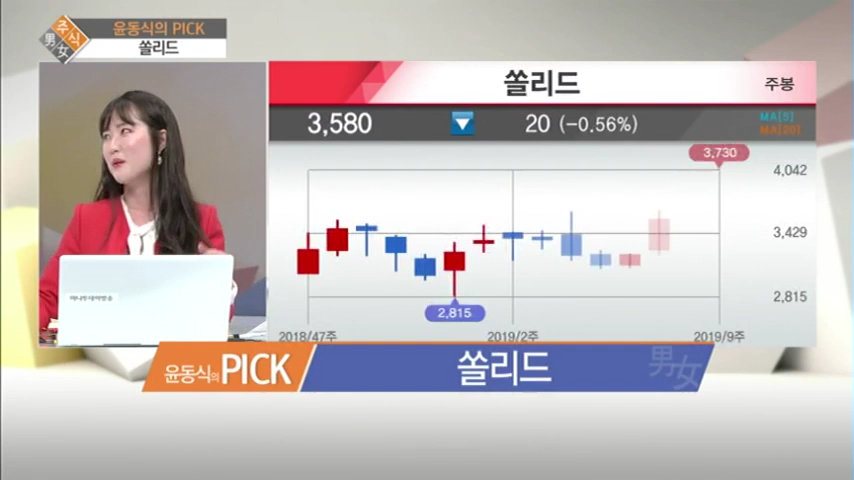 주식
男女
윤동식의 PICK
쏠리드
쏠리드
주봉
3,580
20 (-0.56%)
MA[5]
MA[20]
3,730
4,042
3,429
2,815
2,815
2018/47주
2019/2주
2019/9주
윤동식의 PICK
쏠리드
男女